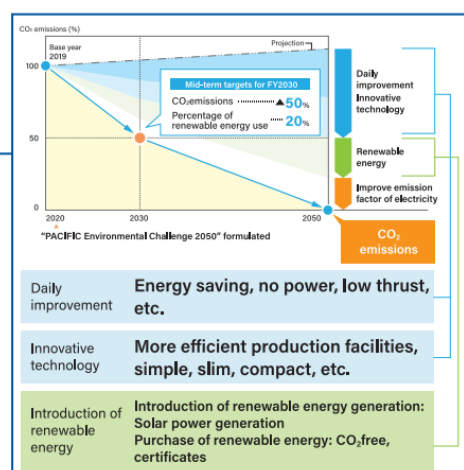 CO₂ emissions (%)
Base year
2019
Projection
100
50
0
Mid-term targets for FY2030
CO₂emissions ▲50%
Percentage of
renewable energy use 20%
Daily
improvement
Innovative
technology
Renewable
energy
Improve emission
factor of electricity
2020 2030 2050
"PACIFIC Environmental Challenge 2050" formulated
CO₂
emissions
Daily
improvement
Energy saving, no power, low thrust,
etc.
Innovative
technology
More efficient production facilities,
simple, slim, compact, etc.
Introduction of
renewable
energy
Introduction of renewable energy generation:
Solar power generation
Purchase of renewable energy: CO₂free,
certificates